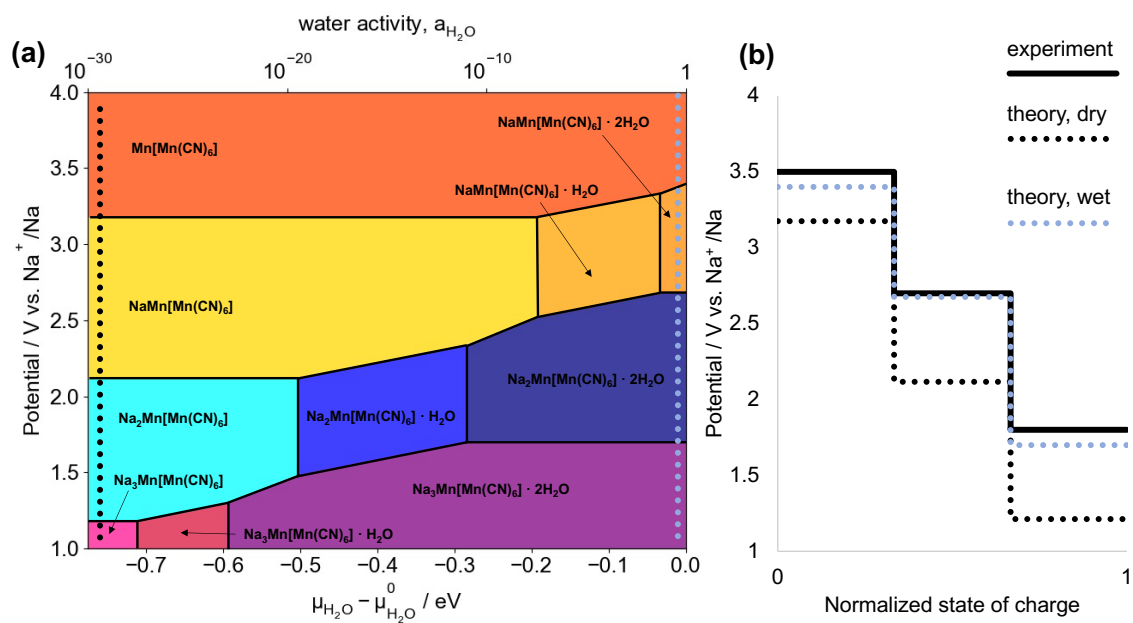 (a)
water activity, a_H₂O
10⁻³⁰
10⁻²⁰
10⁻¹⁰
1
4.0
3.5
3.0
2.5
2.0
1.5
1.0
Potential / V vs. Na⁺/Na
Mn[Mn(CN)₆]
NaMn[Mn(CN)₆] · 2H₂O
NaMn[Mn(CN)₆] · H₂O
NaMn[Mn(CN)₆]
Na₂Mn[Mn(CN)₆]
Na₂Mn[Mn(CN)₆] · H₂O
Na₂Mn[Mn(CN)₆] · 2H₂O
Na₃Mn[Mn(CN)₆]
Na₃Mn[Mn(CN)₆] · 2H₂O
Na₃Mn[Mn(CN)₆] · H₂O
−0.7
−0.6
−0.5
−0.4
−0.3
−0.2
−0.1
0.0
μ_H₂O − μ⁰_H₂O / eV
(b)
experiment
theory, dry
theory, wet
4
3.5
3
2.5
2
1.5
1
Potential / V vs. Na⁺/Na
0
1
Normalized state of charge